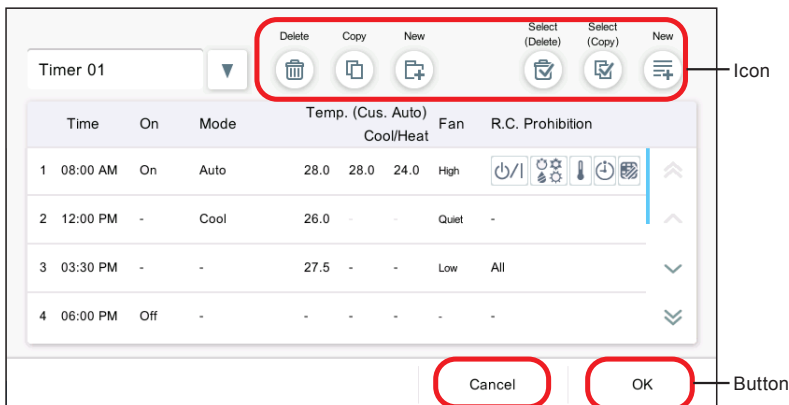 Delete Copy New Select (Delete) Select (Copy) New
Icon
Timer 01 ▼
Time On Mode Temp. (Cus. Auto) Cool/Heat Fan R.C. Prohibition
1 08:00 AM On Auto 28.0 28.0 24.0 High
2 12:00 PM - Cool 26.0 - - Quiet -
3 03:30 PM - - 27.5 - - Low All
4 06:00 PM Off - - - - - -
Cancel OK
Button